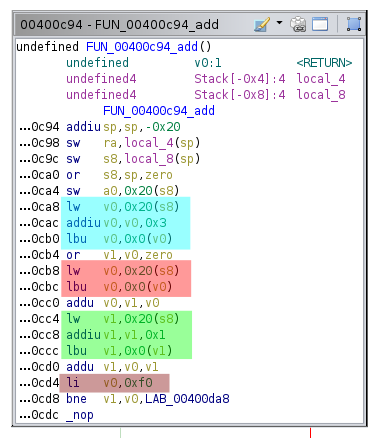 00400c94 - FUN_00400c94_add
undefined FUN_00400c94_add()
undefined v0:1 <RETURN>
undefined4 Stack[-0x4]:4 local_4
undefined4 Stack[-0x8]:4 local_8
FUN_00400c94_add
...0c94 addiu sp,sp,-0x20
...0c98 sw ra,local_4(sp)
...0c9c sw s8,local_8(sp)
...0ca0 or s8,sp,zero
...0ca4 sw a0,0x20(s8)
...0ca8 lw v0,0x20(s8)
...0cac addiu v0,v0,0x3
...0cb0 lbu v0,0x0(v0)
...0cb4 or v1,v0,zero
...0cb8 lw v0,0x20(s8)
...0cbc lbu v0,0x0(v0)
...0cc0 addu v0,v1,v0
...0cc4 lw v1,0x20(s8)
...0cc8 addiu v1,v1,0x1
...0ccc lbu v1,0x0(v1)
...0cd0 addu v1,v0,v1
...0cd4 li v0,0xf0
...0cd8 bne v1,v0,LAB_00400da8
...0cdc _nop